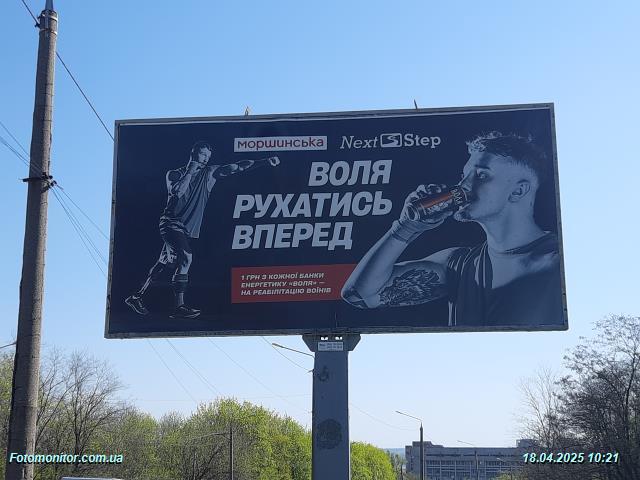 моршинська
Next Step
ВОЛЯ
РУХАТИСЬ
ВПЕРЕД
1 ГРН З КОЖНОЇ БАНКИ
ЕНЕРГЕТИКУ «ВОЛЯ» —
НА РЕАБІЛІТАЦІЮ ВОЇНІВ
Fotomonitor.com.ua
18.04.2025 10:21